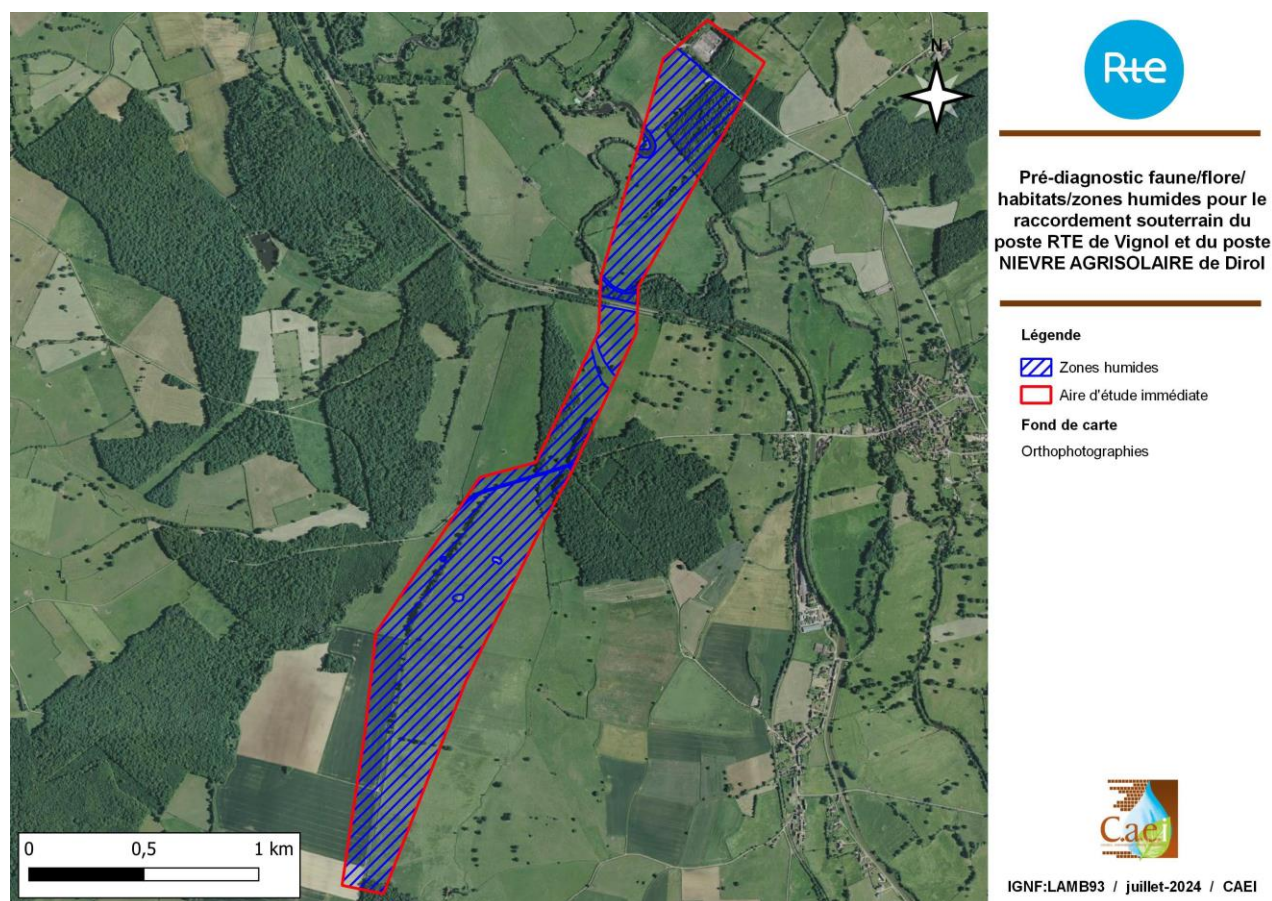 N
Rte
Pré-diagnostic faune/flore/
habitats/zones humides pour le
raccordement souterrain du
poste RTE de Vignol et du poste
NIEVRE AGRISOLAIRE de Dirol
Légende
Zones humides
Aire d'étude immédiate
Fond de carte
Orthophotographies
0 0,5 1 km
C.a.e.i
IGNF:LAMB93 / juillet-2024 / CAEI